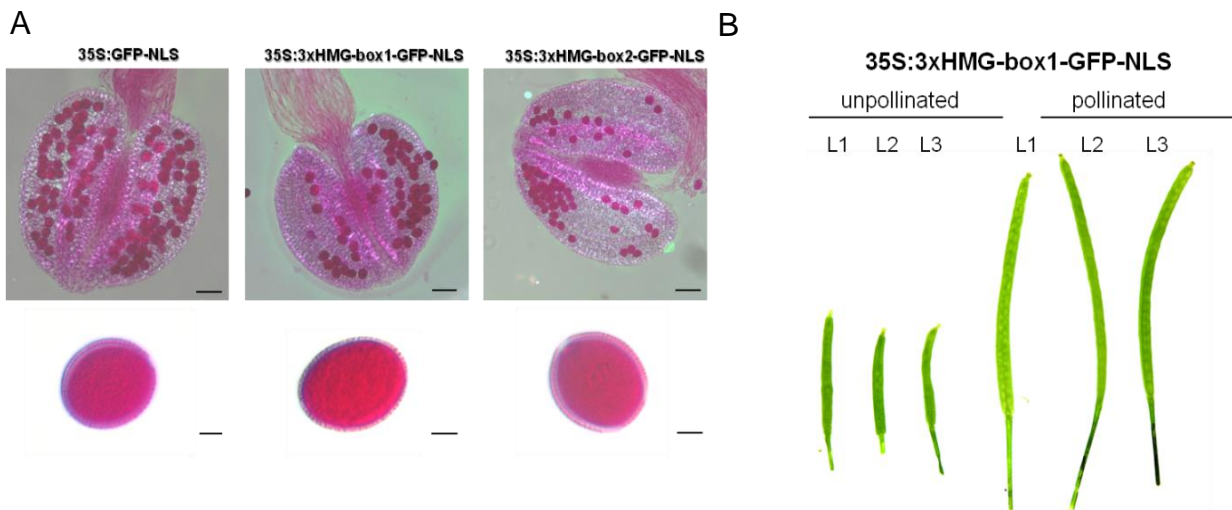 A
35S:GFP-NLS
35S:3xHMG-box1-GFP-NLS
35S:3xHMG-box2-GFP-NLS
B
35S:3xHMG-box1-GFP-NLS
unpollinated
pollinated
L1 L2 L3 L1 L2 L3